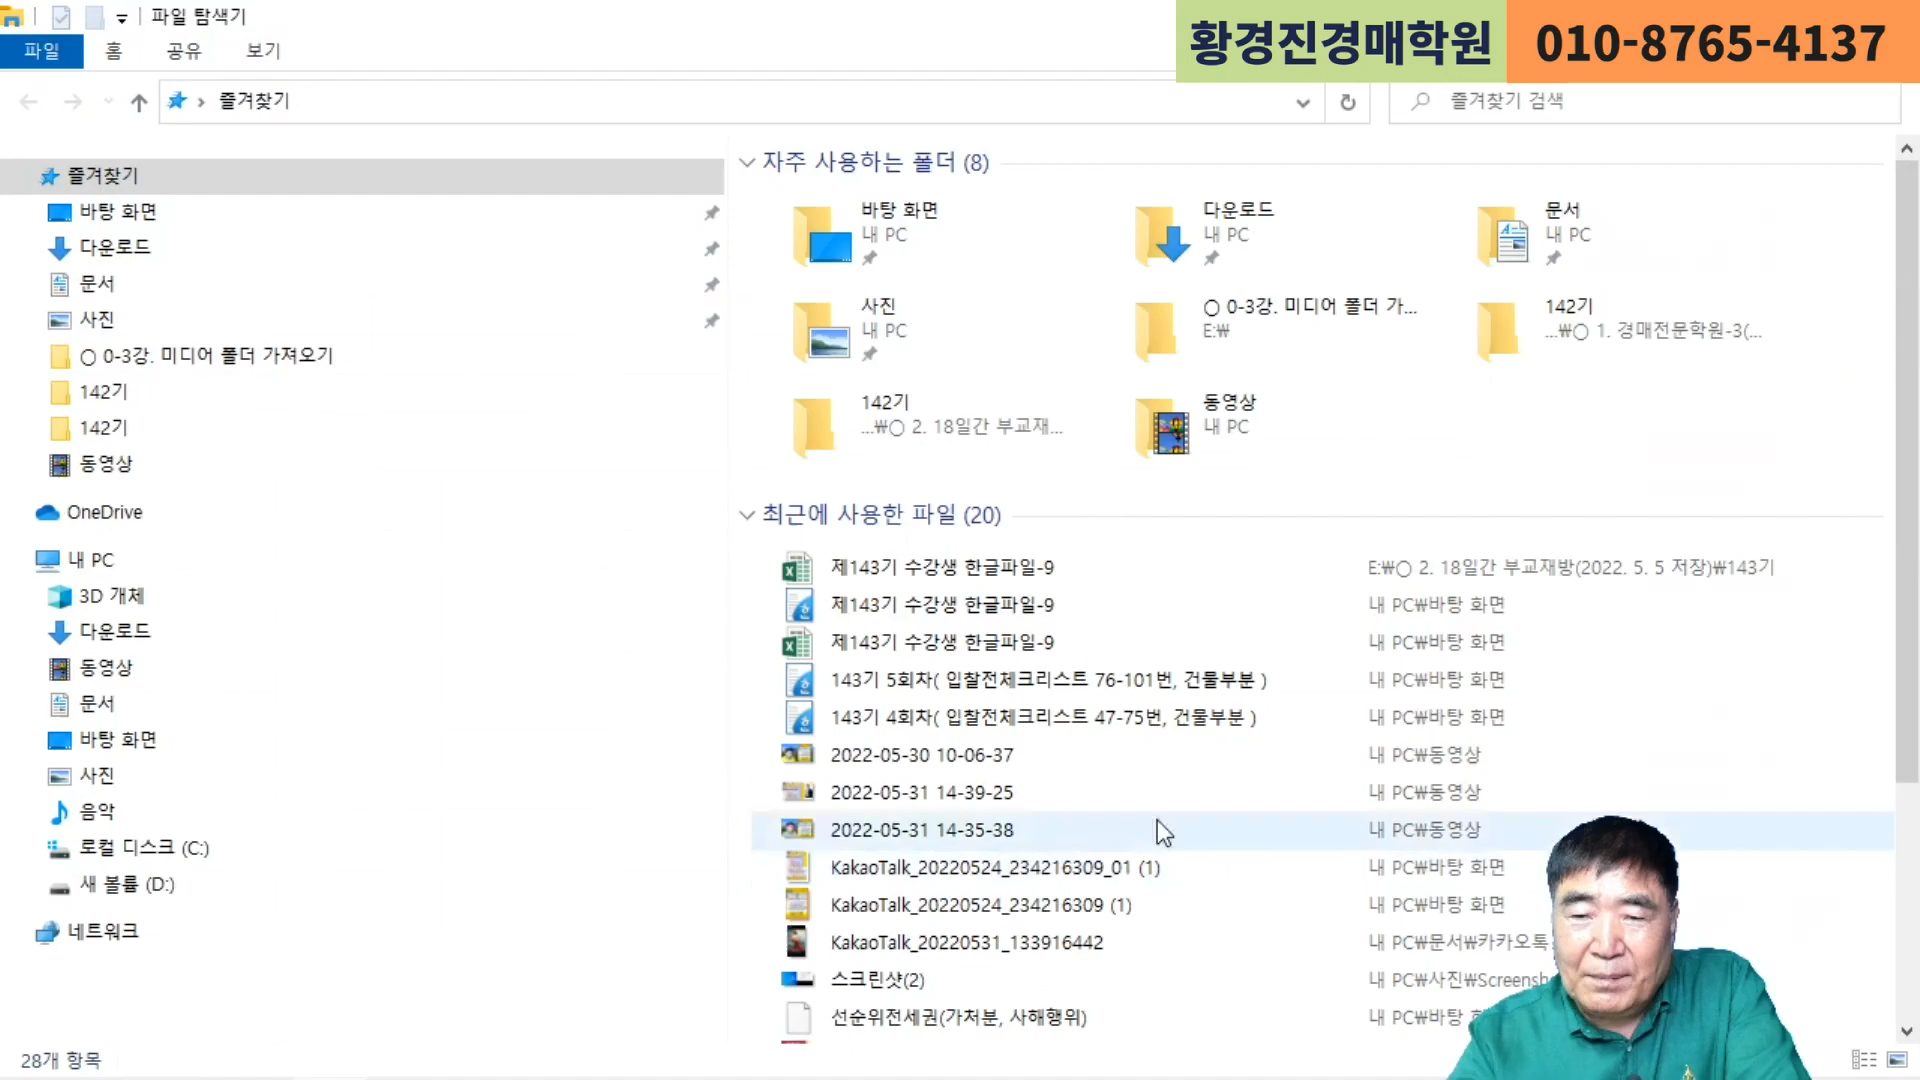 파일 탐색기
황경진경매학원 010-8765-4137
파일 홈 공유 보기
즐겨찾기
즐겨찾기 검색
즐겨찾기
바탕 화면
다운로드
문서
사진
○ 0-3강. 미디어 폴더 가져오기
142기
142기
동영상
OneDrive
내 PC
3D 개체
다운로드
동영상
문서
바탕 화면
사진
음악
로컬 디스크 (C:)
새 볼륨 (D:)
네트워크
28개 항목
자주 사용하는 폴더 (8)
바탕 화면
내 PC
다운로드
내 PC
문서
내 PC
사진
내 PC
○ 0-3강. 미디어 폴더 가...
E:₩
142기
...₩○ 1. 경매전문학원-3(...
142기
...₩○ 2. 18일간 부교재...
동영상
내 PC
최근에 사용한 파일 (20)
제143기 수강생 한글파일-9 E:₩○ 2. 18일간 부교재방(2022. 5. 5 저장)₩143기
제143기 수강생 한글파일-9 내 PC₩바탕 화면
제143기 수강생 한글파일-9 내 PC₩바탕 화면
143기 5회차( 입찰전체크리스트 76-101번, 건물부분 ) 내 PC₩바탕 화면
143기 4회차( 입찰전체크리스트 47-75번, 건물부분 ) 내 PC₩바탕 화면
2022-05-30 10-06-37 내 PC₩동영상
2022-05-31 14-39-25 내 PC₩동영상
2022-05-31 14-35-38 내 PC₩동영상
KakaoTalk_20220524_234216309_01 (1) 내 PC₩바탕 화면
KakaoTalk_20220524_234216309 (1) 내 PC₩바탕 화면
KakaoTalk_20220531_133916442 내 PC₩문서₩카카오톡
스크린샷(2) 내 PC₩사진₩Screensh
선순위전세권(가처분, 사해행위) 내 PC₩바탕